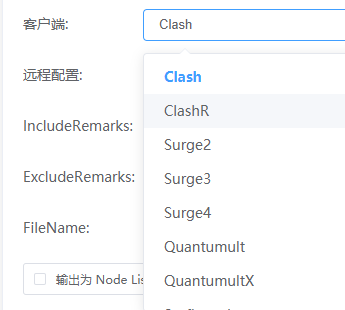 客户端:
Clash
远程配置:
Clash
ClashR
IncludeRemarks:
Surge2
ExcludeRemarks:
Surge3
Surge4
FileName:
Quantumult
输出为 Node Lis
QuantumultX